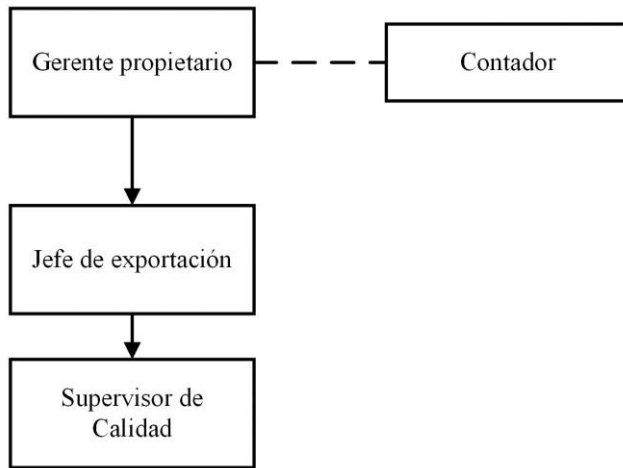 Gerente propietario
Contador
Jefe de exportación
Supervisor de
Calidad